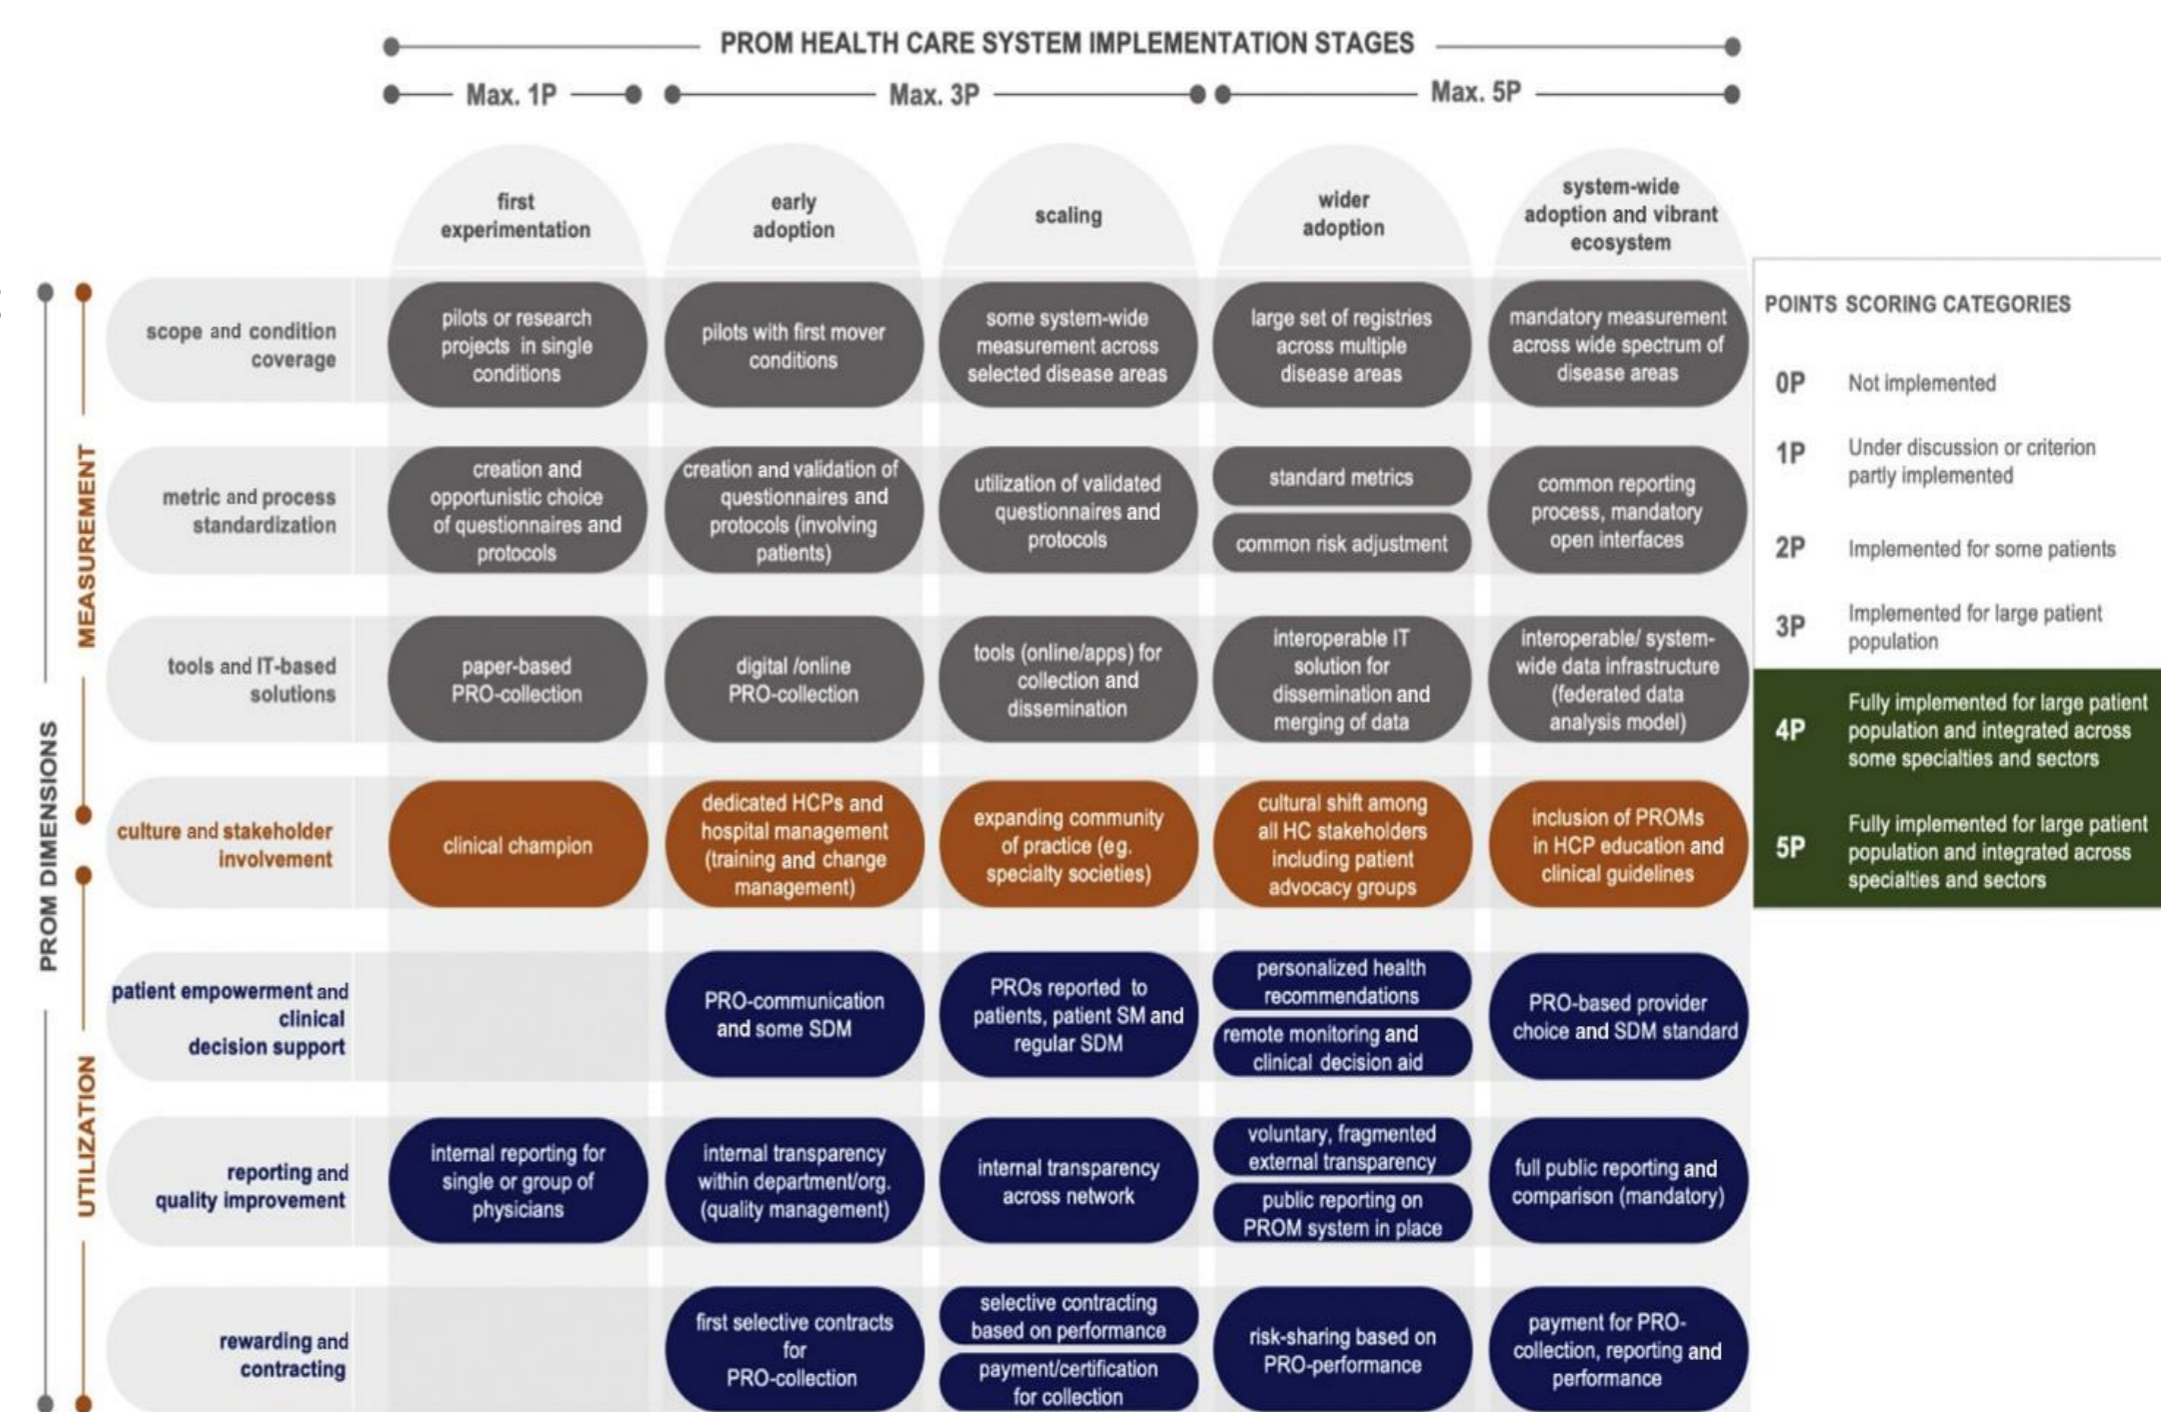 PROM HEALTH CARE SYSTEM IMPLEMENTATION STAGES
Max. 1P
Max. 3P
Max. 5P
first
experimentation
early
adoption
scaling
wider
adoption
system-wide
adoption and vibrant
ecosystem
PROM DIMENSIONS
MEASUREMENT
UTILIZATION
scope and condition
coverage
pilots or research
projects in single
conditions
pilots with first mover
conditions
some system-wide
measurement across
selected disease areas
large set of registries
across multiple
disease areas
mandatory measurement
across wide spectrum of
disease areas
metric and process
standardization
creation and
opportunistic choice
of questionnaires and
protocols
creation and validation of
questionnaires and
protocols (involving
patients)
utilization of validated
questionnaires and
protocols
standard metrics
common risk adjustment
common reporting
process, mandatory
open interfaces
tools and IT-based
solutions
paper-based
PRO-collection
digital /online
PRO-collection
tools (online/apps) for
collection and
dissemination
interoperable IT
solution for
dissemination and
merging of data
interoperable/ system-
wide data infrastructure
(federated data
analysis model)
culture and stakeholder
involvement
clinical champion
dedicated HCPs and
hospital management
(training and change
management)
expanding community
of practice (eg.
specialty societies)
cultural shift among
all HC stakeholders
including patient
advocacy groups
inclusion of PROMs
in HCP education and
clinical guidelines
patient empowerment and
clinical
decision support
PRO-communication
and some SDM
PROs reported to
patients, patient SM and
regular SDM
personalized health
recommendations
remote monitoring and
clinical decision aid
PRO-based provider
choice and SDM standard
reporting and
quality improvement
internal reporting for
single or group of
physicians
internal transparency
within department/org.
(quality management)
internal transparency
across network
voluntary, fragmented
external transparency
public reporting on
PROM system in place
full public reporting and
comparison (mandatory)
rewarding and
contracting
first selective contracts
for
PRO-collection
selective contracting
based on performance
payment/certification
for collection
risk-sharing based on
PRO-performance
payment for PRO-
collection, reporting and
performance
POINTS SCORING CATEGORIES
0P Not implemented
1P Under discussion or criterion
partly implemented
2P Implemented for some patients
3P Implemented for large patient
population
4P Fully implemented for large patient
population and integrated across
some specialties and sectors
5P Fully implemented for large patient
population and integrated across
specialties and sectors